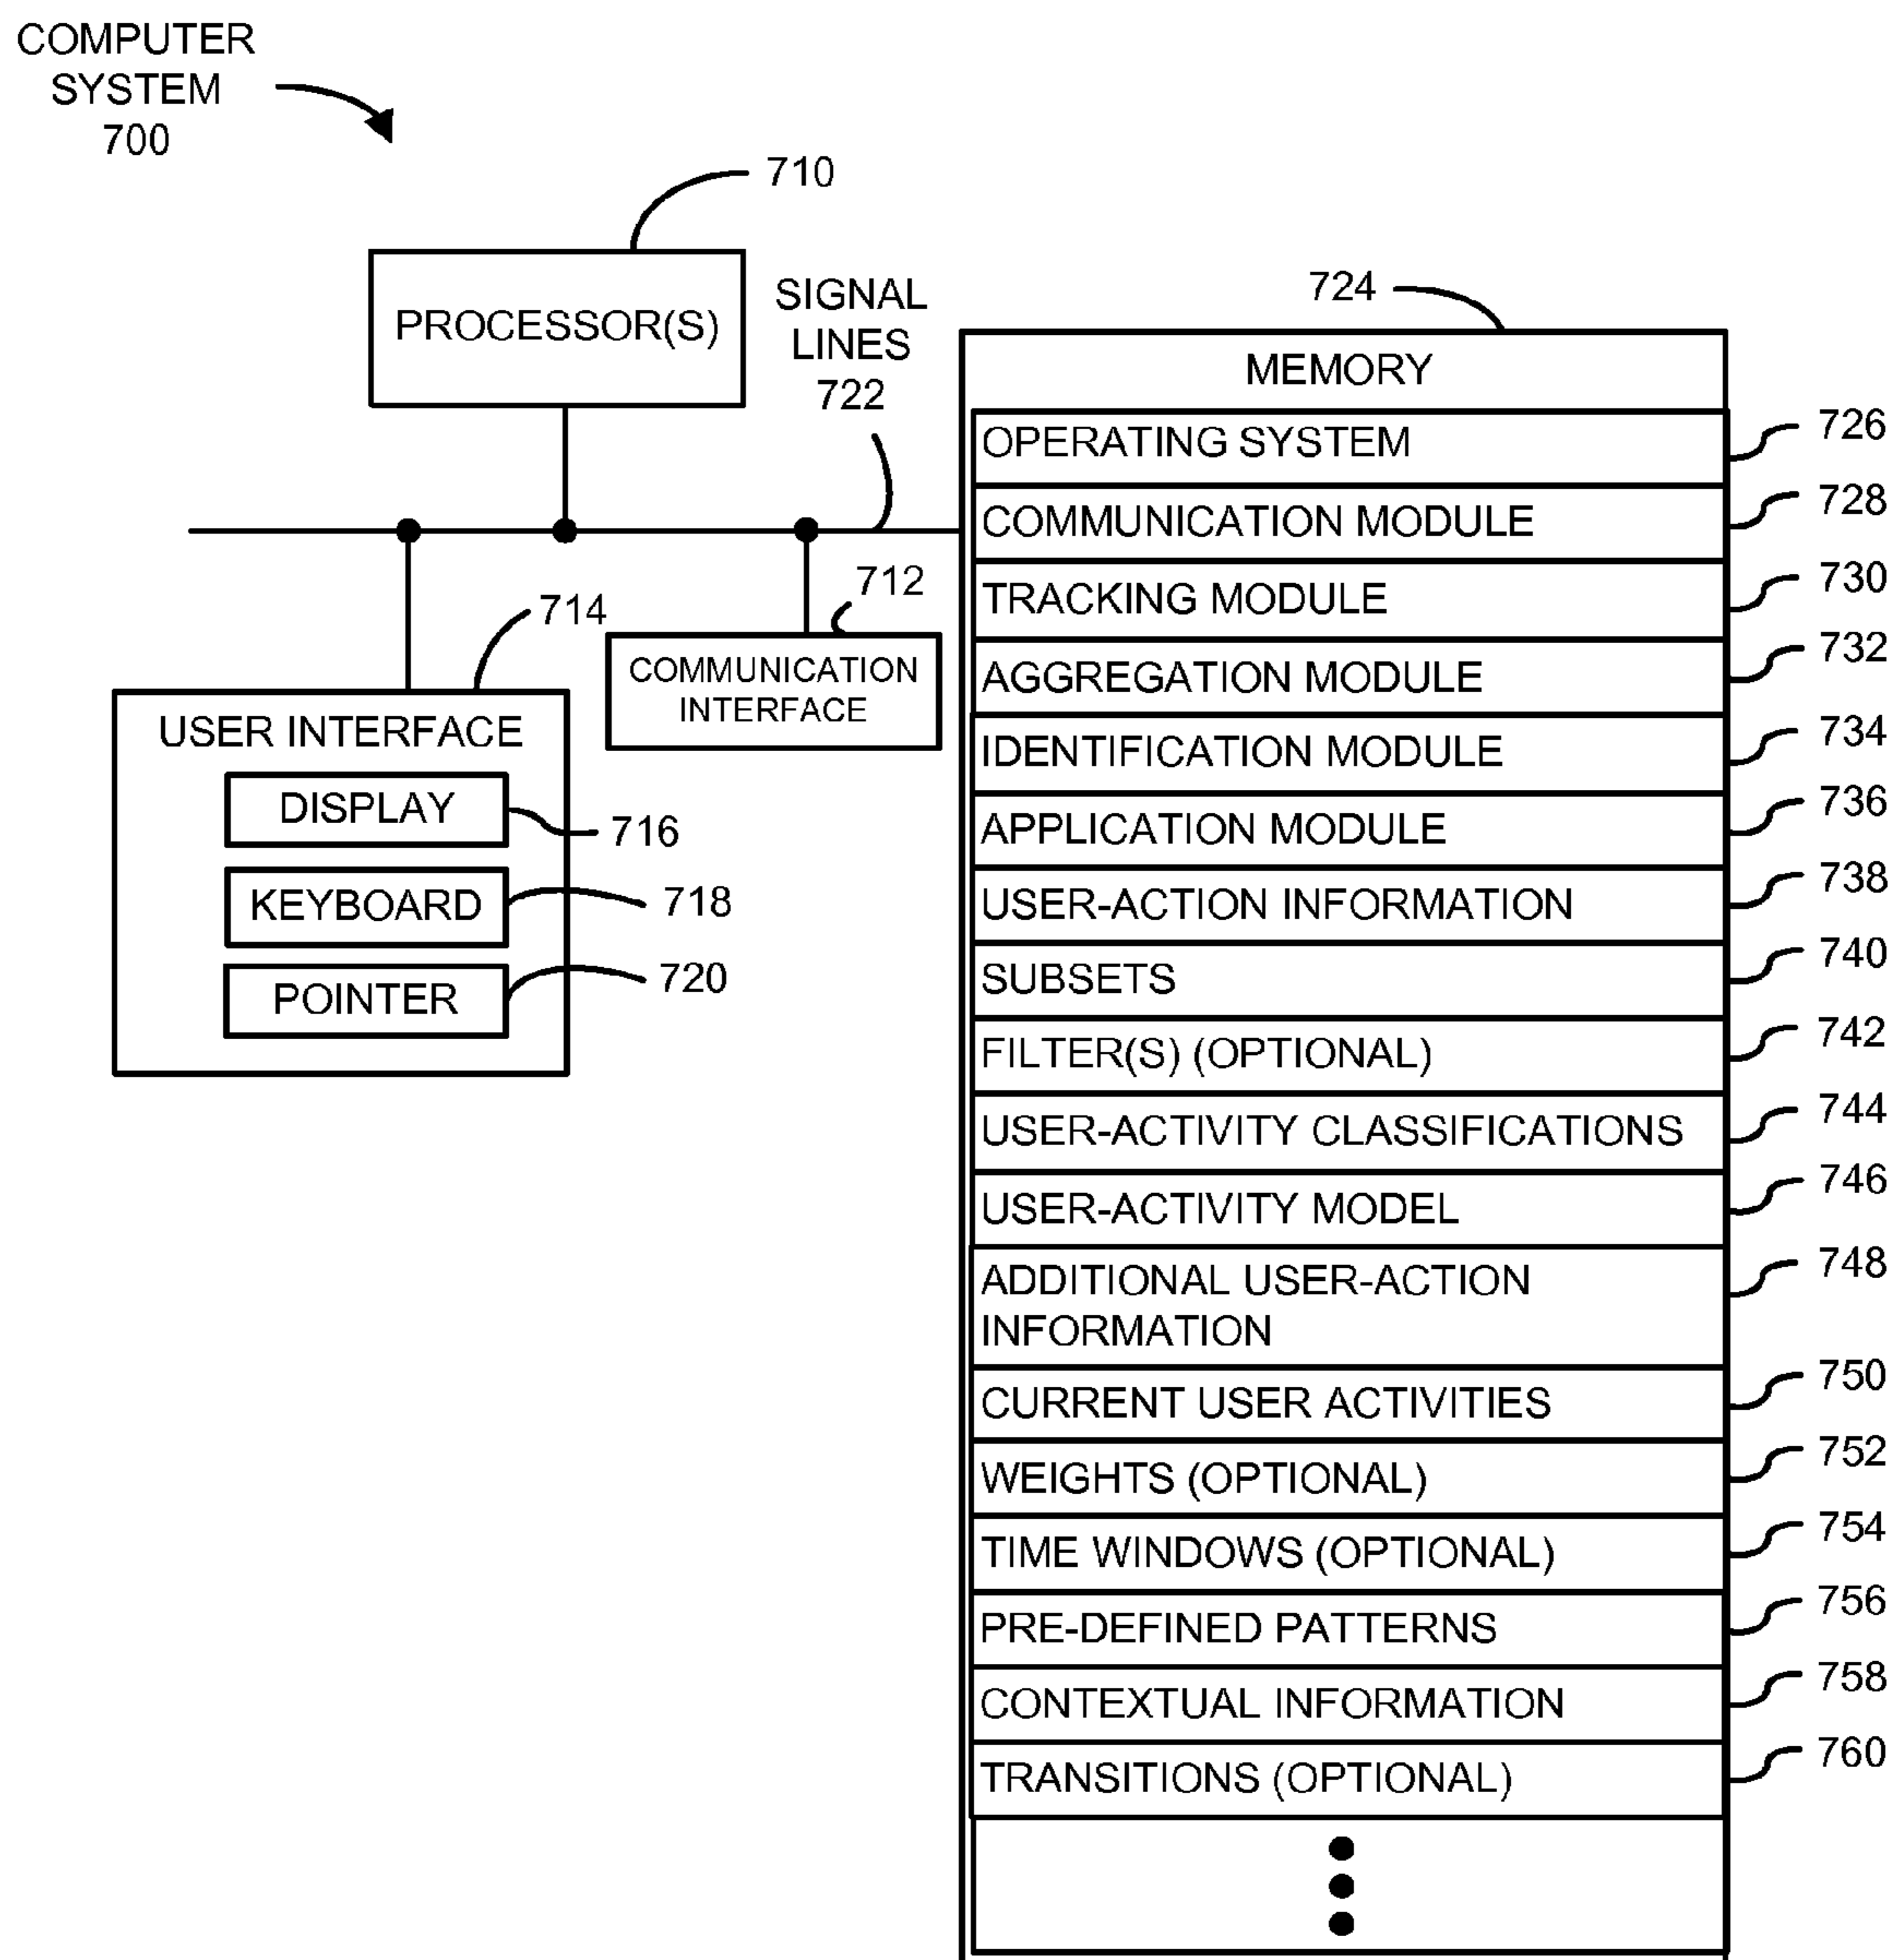 COMPUTER
SYSTEM
700
710
PROCESSOR(S)
SIGNAL
LINES
722
724
MEMORY
OPERATING SYSTEM
726
COMMUNICATION MODULE
728
TRACKING MODULE
730
AGGREGATION MODULE
732
IDENTIFICATION MODULE
734
APPLICATION MODULE
736
USER-ACTION INFORMATION
738
SUBSETS
740
FILTER(S) (OPTIONAL)
742
USER-ACTIVITY CLASSIFICATIONS
744
USER-ACTIVITY MODEL
746
ADDITIONAL USER-ACTION
INFORMATION
748
CURRENT USER ACTIVITIES
750
WEIGHTS (OPTIONAL)
752
TIME WINDOWS (OPTIONAL)
754
PRE-DEFINED PATTERNS
756
CONTEXTUAL INFORMATION
758
TRANSITIONS (OPTIONAL)
760
712
COMMUNICATION
INTERFACE
714
USER INTERFACE
DISPLAY
716
KEYBOARD
718
POINTER
720